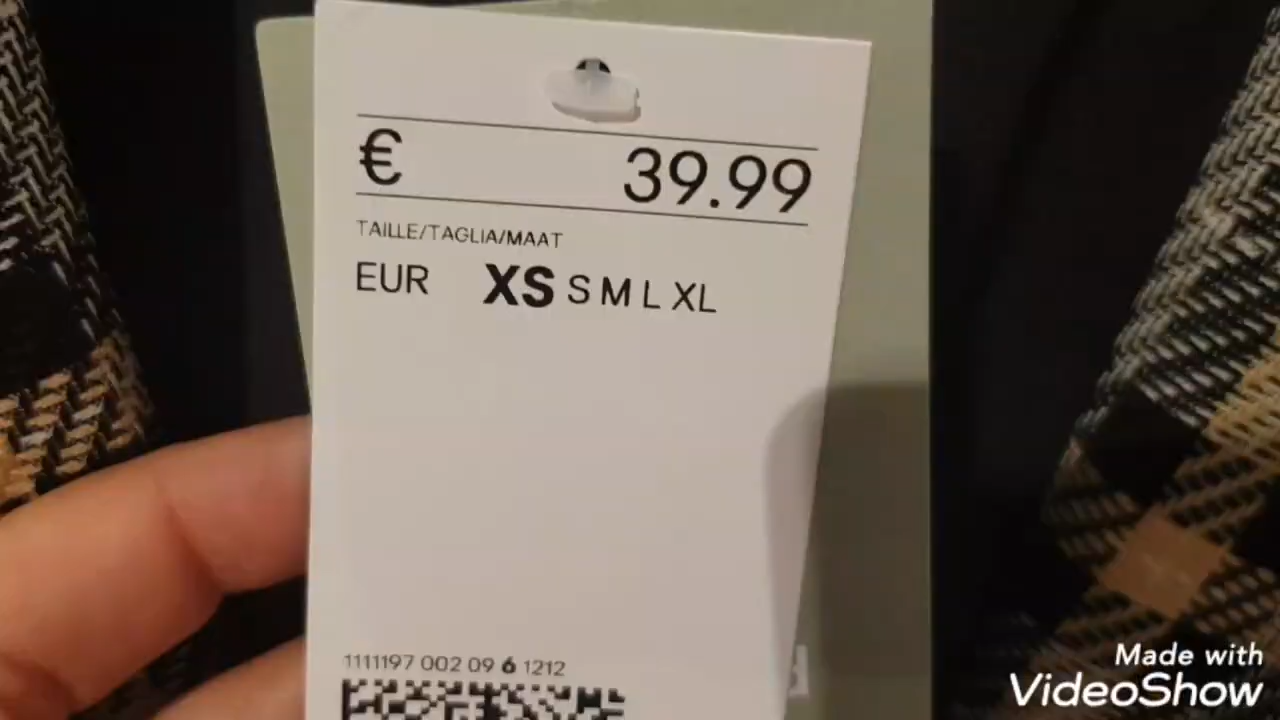 € 39.99
TAILLE/TAGLIA/MAAT
EUR XS S M L XL
1111197 002 09 6 1212
Made with
VideoShow